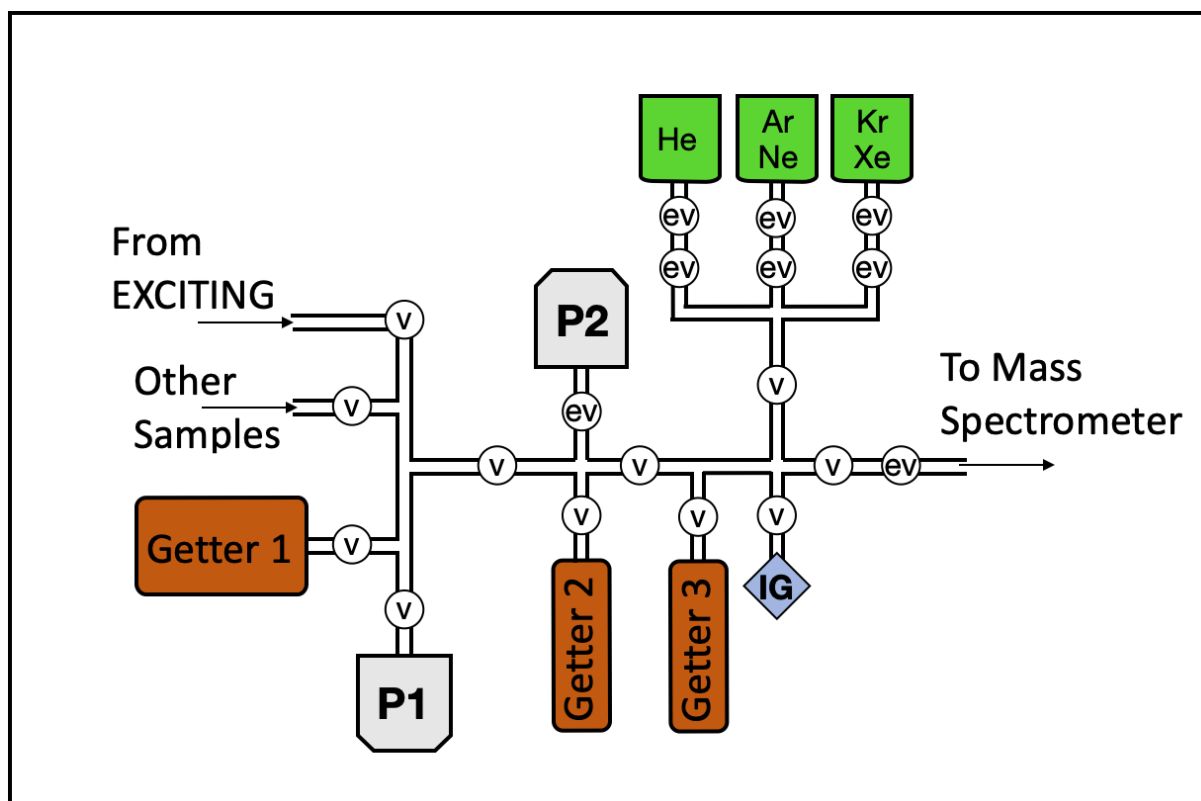 He
Ar
Ne
Kr
Xe
ev
ev
ev
ev
ev
ev
From
EXCITING
v
P2
Other
Samples
v
ev
v
To Mass
Spectrometer
v
v
v
ev
Getter 1
v
v
v
v
v
Getter 2
Getter 3
IG
P1